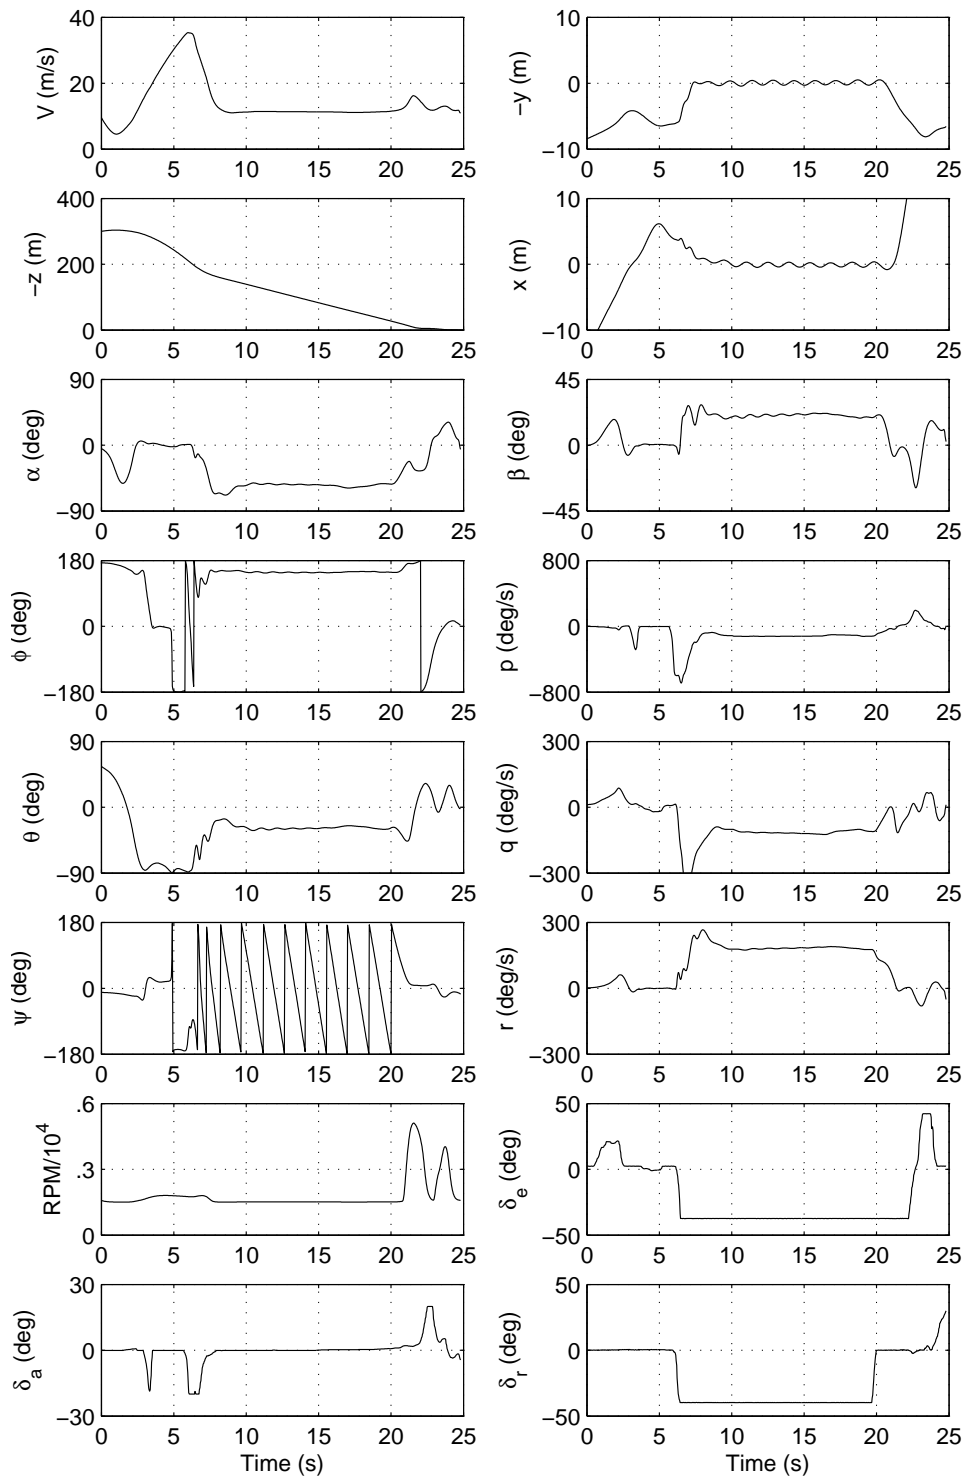 40
20
0
V (m/s)
0 5 10 15 20 25
10
0
−10
−y (m)
0 5 10 15 20 25
400
200
0
−z (m)
0 5 10 15 20 25
10
0
−10
x (m)
0 5 10 15 20 25
90
0
−90
α (deg)
0 5 10 15 20 25
45
0
−45
β (deg)
0 5 10 15 20 25
180
0
−180
ϕ (deg)
0 5 10 15 20 25
800
0
−800
p (deg/s)
0 5 10 15 20 25
90
0
−90
θ (deg)
0 5 10 15 20 25
300
0
−300
q (deg/s)
0 5 10 15 20 25
180
0
−180
ψ (deg)
0 5 10 15 20 25
300
0
−300
r (deg/s)
0 5 10 15 20 25
.6
.3
0
RPM/10⁴
0 5 10 15 20 25
50
0
−50
δₑ (deg)
0 5 10 15 20 25
30
0
−30
δₐ (deg)
0 5 10 15 20 25
Time (s)
50
0
−50
δᵣ (deg)
0 5 10 15 20 25
Time (s)